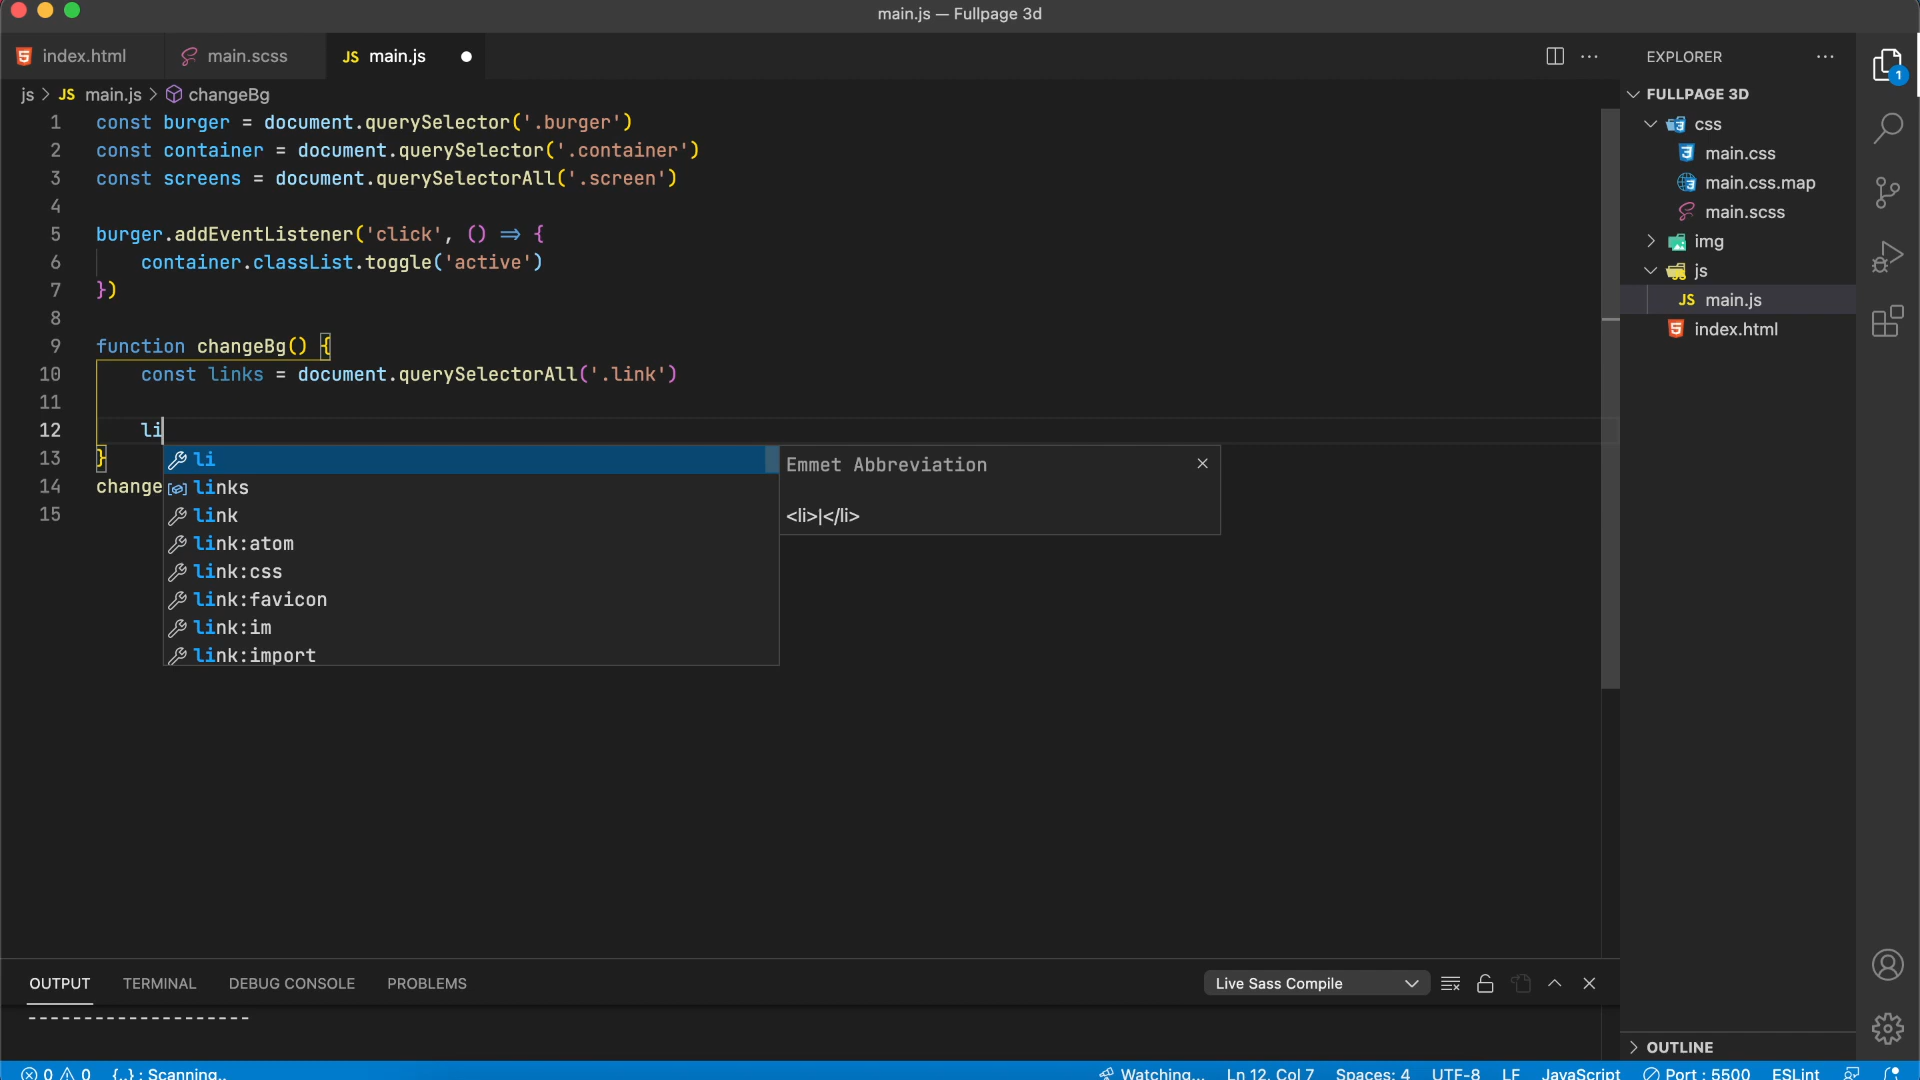 main.js — Fullpage 3d
index.html
main.scss
JS main.js
EXPLORER
js > JS main.js > changeBg
1 const burger = document.querySelector('.burger')
2 const container = document.querySelector('.container')
3 const screens = document.querySelectorAll('.screen')
4
5 burger.addEventListener('click', () => {
6 container.classList.toggle('active')
7 })
8
9 function changeBg() {
10 const links = document.querySelectorAll('.link')
11
12 li
13 }
14 change
15
li
links
link
link:atom
link:css
link:favicon
link:im
link:import
Emmet Abbreviation
<li>|</li>
FULLPAGE 3D
css
main.css
main.css.map
main.scss
img
js
JS main.js
index.html
1
OUTPUT TERMINAL DEBUG CONSOLE PROBLEMS
Live Sass Compile
--------------------
OUTLINE
0 0 {..} : Scanning..
Watching... Ln 12, Col 7 Spaces: 4 UTF-8 LF JavaScript Port : 5500 ESLint